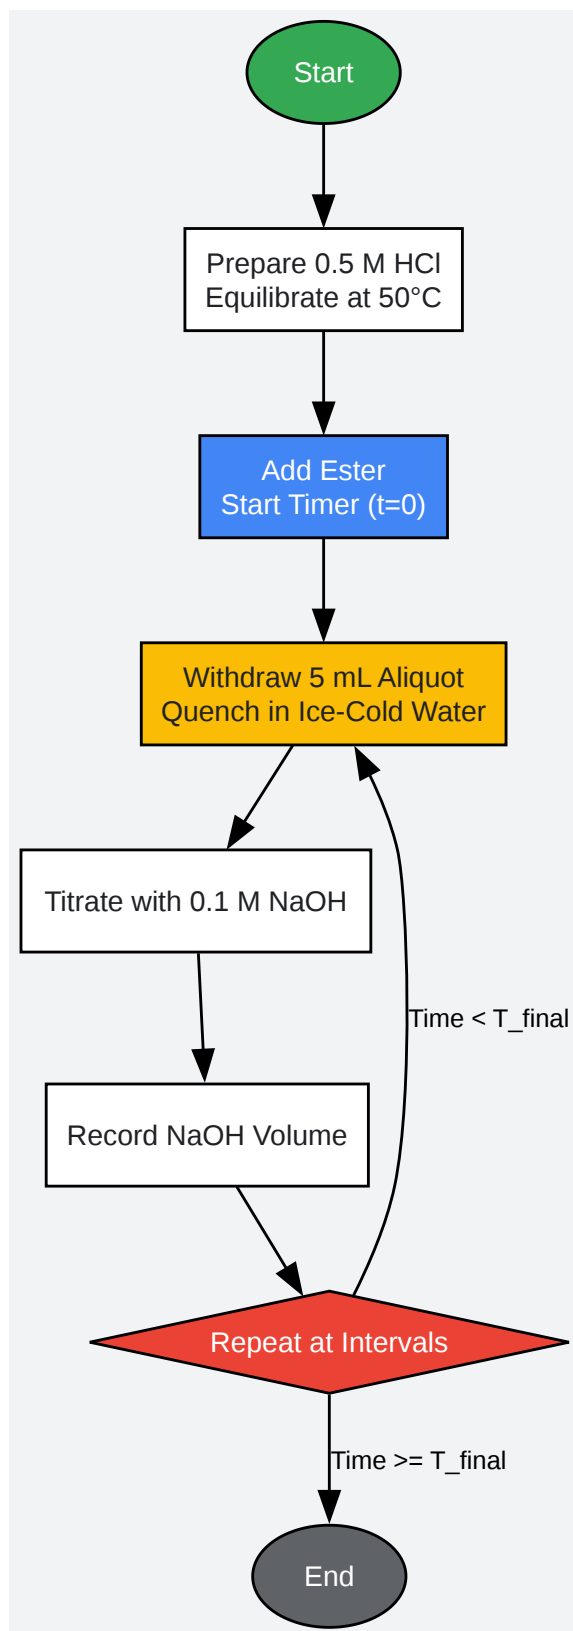 Start
Prepare 0.5 M HCl
Equilibrate at 50°C
Add Ester
Start Timer (t=0)
Withdraw 5 mL Aliquot
Quench in Ice-Cold Water
Titrate with 0.1 M NaOH
Time < T_final
Record NaOH Volume
Repeat at Intervals
Time >= T_final
End